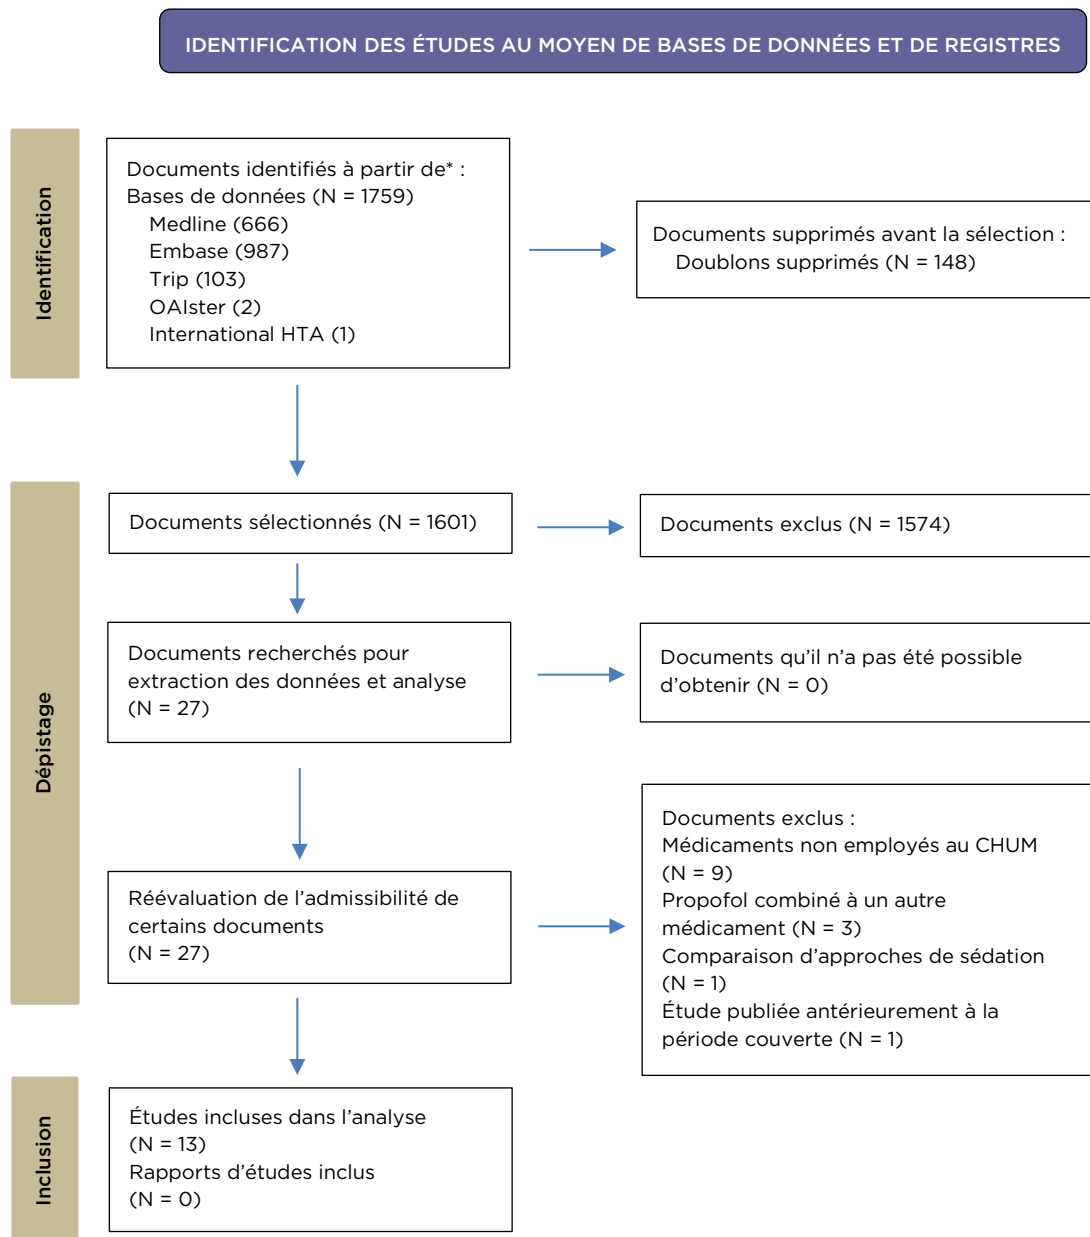 IDENTIFICATION DES ÉTUDES AU MOYEN DE BASES DE DONNÉES ET DE REGISTRES
Identification
Documents identifiés à partir de* :
Bases de données (N = 1759)
Medline (666)
Embase (987)
Trip (103)
OAIster (2)
International HTA (1)
Documents supprimés avant la sélection :
Doublons supprimés (N = 148)
Dépistage
Documents sélectionnés (N = 1601)
Documents exclus (N = 1574)
Documents recherchés pour
extraction des données et analyse
(N = 27)
Documents qu'il n'a pas été possible
d'obtenir (N = 0)
Réévaluation de l'admissibilité de
certains documents
(N = 27)
Documents exclus :
Médicaments non employés au CHUM
(N = 9)
Propofol combiné à un autre
médicament (N = 3)
Comparaison d'approches de sédation
(N = 1)
Étude publiée antérieurement à la
période couverte (N = 1)
Inclusion
Études incluses dans l'analyse
(N = 13)
Rapports d'études inclus
(N = 0)